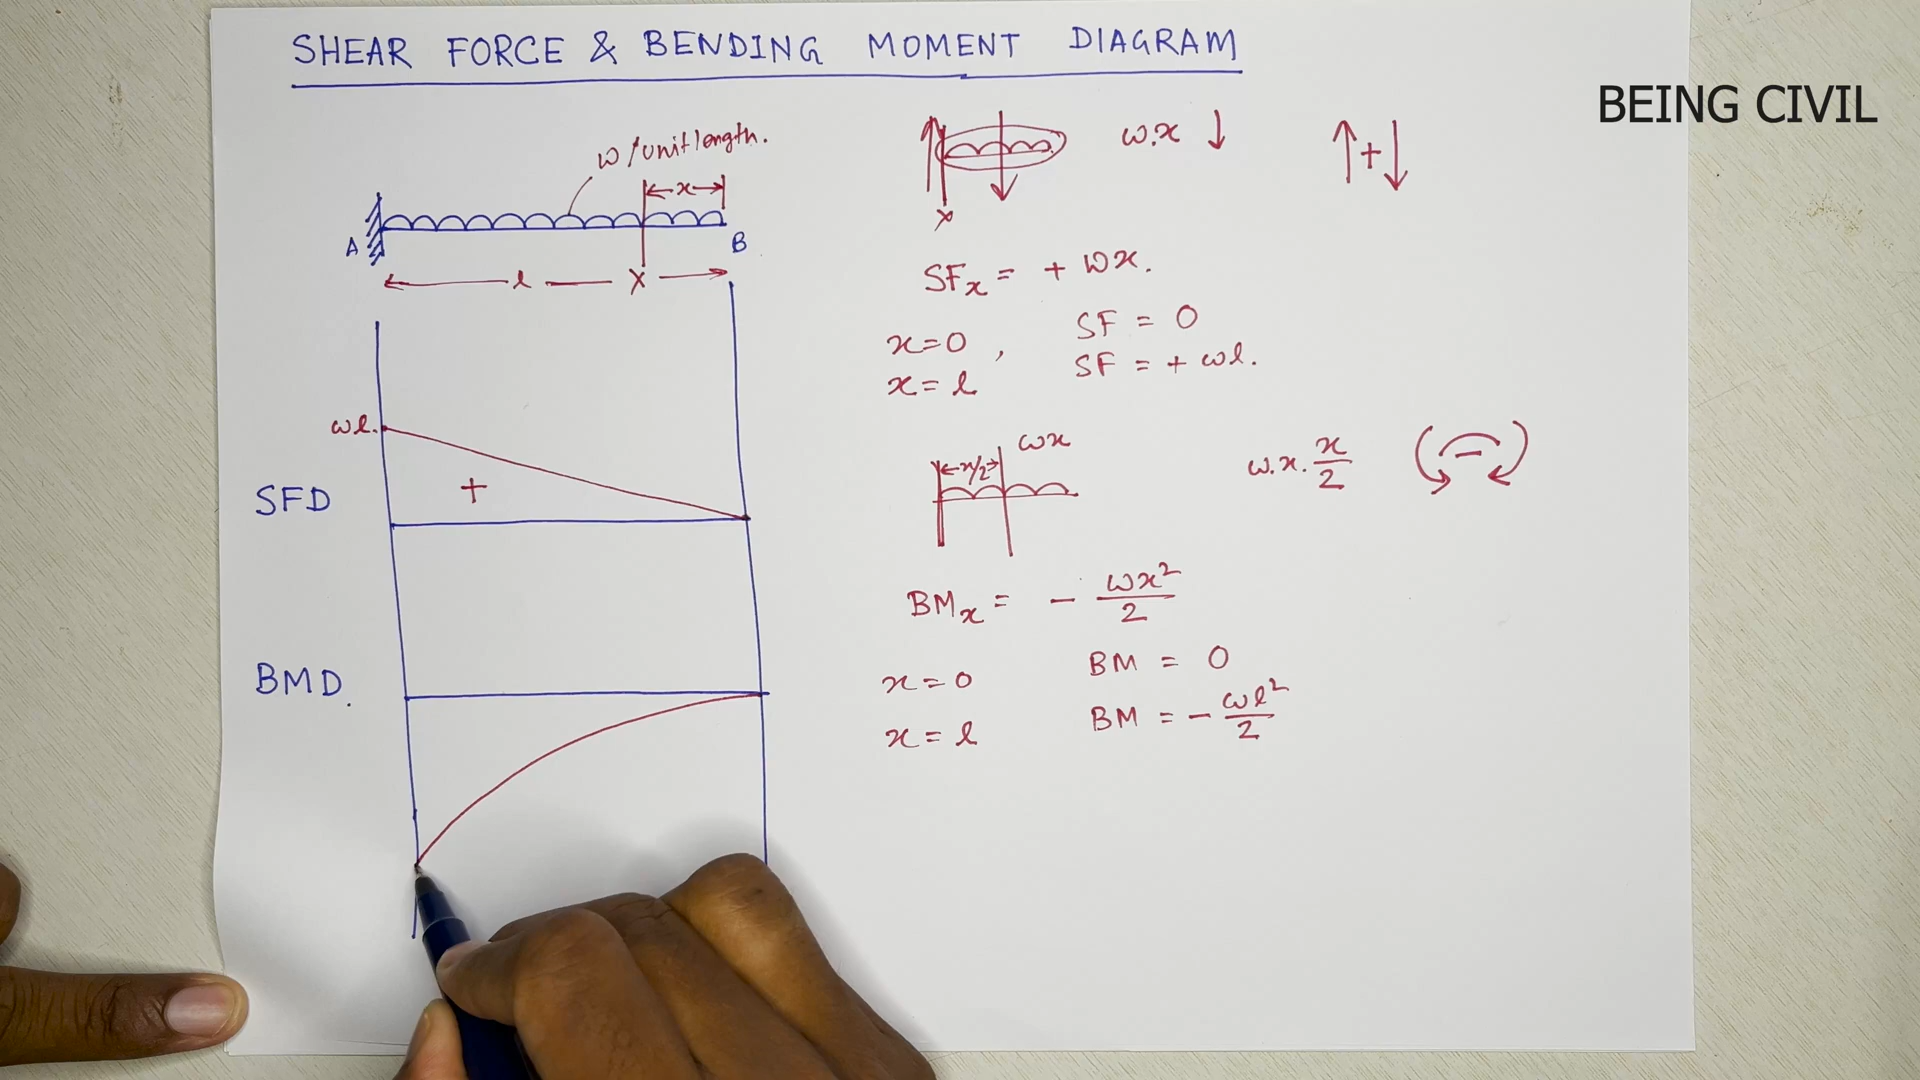 SHEAR FORCE & BENDING MOMENT DIAGRAM
BEING CIVIL
w/unit length.
x
A
B
l
X
w.x ↓
↑+↓
x
SFx = + wx.
x=0 , SF = 0
x = l SF = + wl.
wl.
+
SFD
x/2
wx
w.x. x/2
−
BMx = − wx²/2
BMD.
x=0 BM = 0
x = l BM = − wl²/2